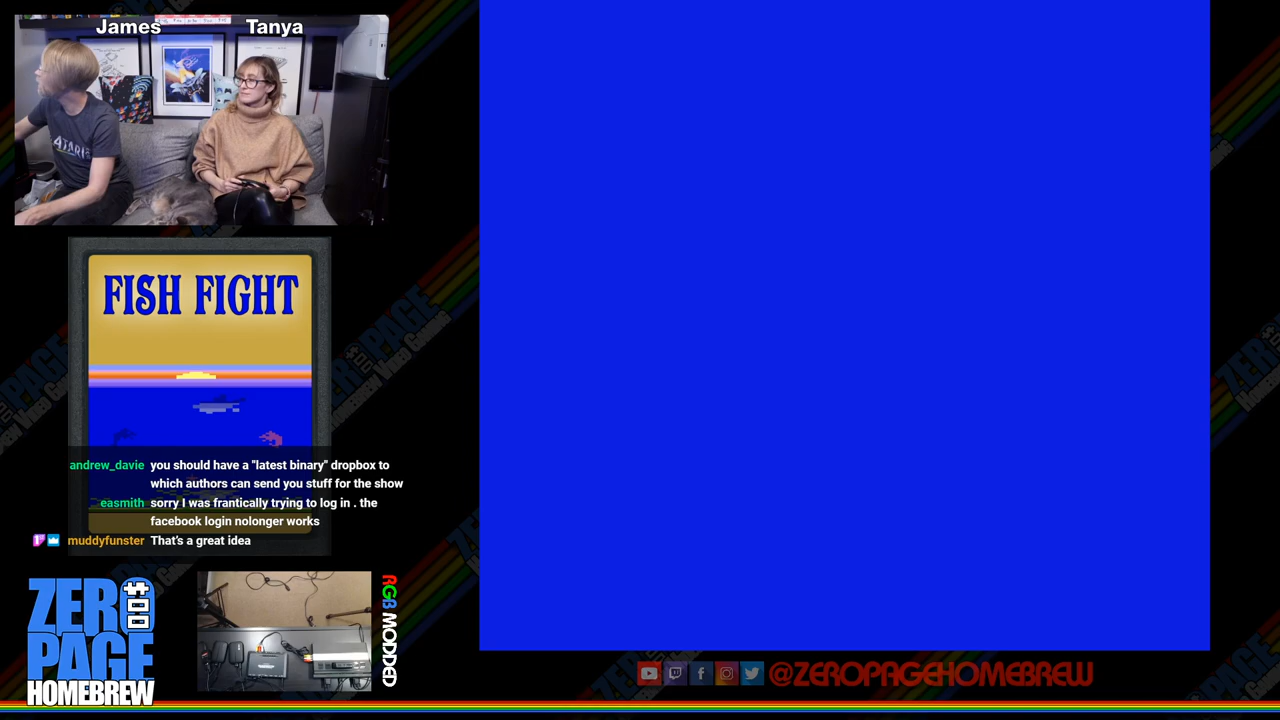 James
Tanya
ATARI
FISH FIGHT
andrew_davie you should have a "latest binary" dropbox to
which authors can send you stuff for the show
easmith sorry I was frantically trying to log in . the
facebook login nolonger works
muddyfunster That's a great idea
ZERO
PAGE
HOMEBREW
RGB MODDED
@ZEROPAGEHOMEBREW